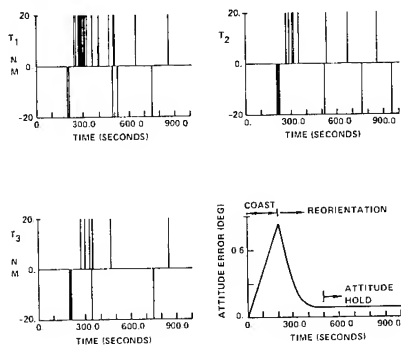 20.
T1
N
M
0.
-20
0. 300.0 600.0 900.0
TIME (SECONDS)
20.
T2
N
M
0.
-20
0. 300.0 600.0 900.0
TIME (SECONDS)
20.
T3
N
M
0.
-20.
0. 300.0 600.0 900.0
TIME (SECONDS)
COAST
REORIENTATION
ATTITUDE ERROR (DEG)
0.6
ATTITUDE
HOLD
0. 300.0 600.0 900.0
TIME (SECONDS)